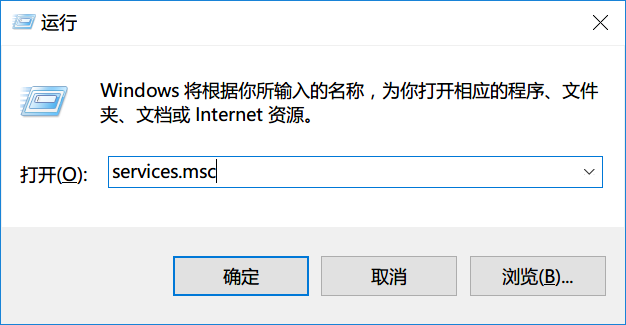 运行
Windows 将根据你所输入的名称，为你打开相应的程序、文件
夹、文档或 Internet 资源。
打开(O): services.msc
确定 取消 浏览(B)...